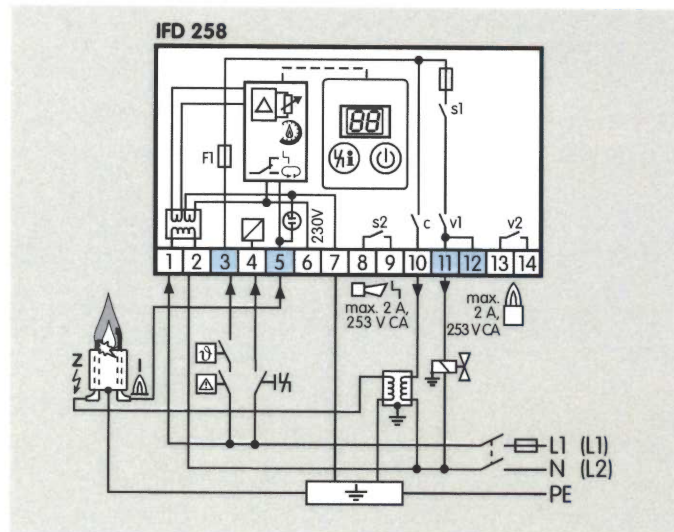 IFD 258
88
F1
i
230V
s1
s2
c
v1
v2
1 2 3 4 5 6 7 8 9 10 11 12 13 14
max. 2 A,
253 V CA
max.
2 A,
253 V CA
Z
I
ϑ
L1 (L1)
N (L2)
PE